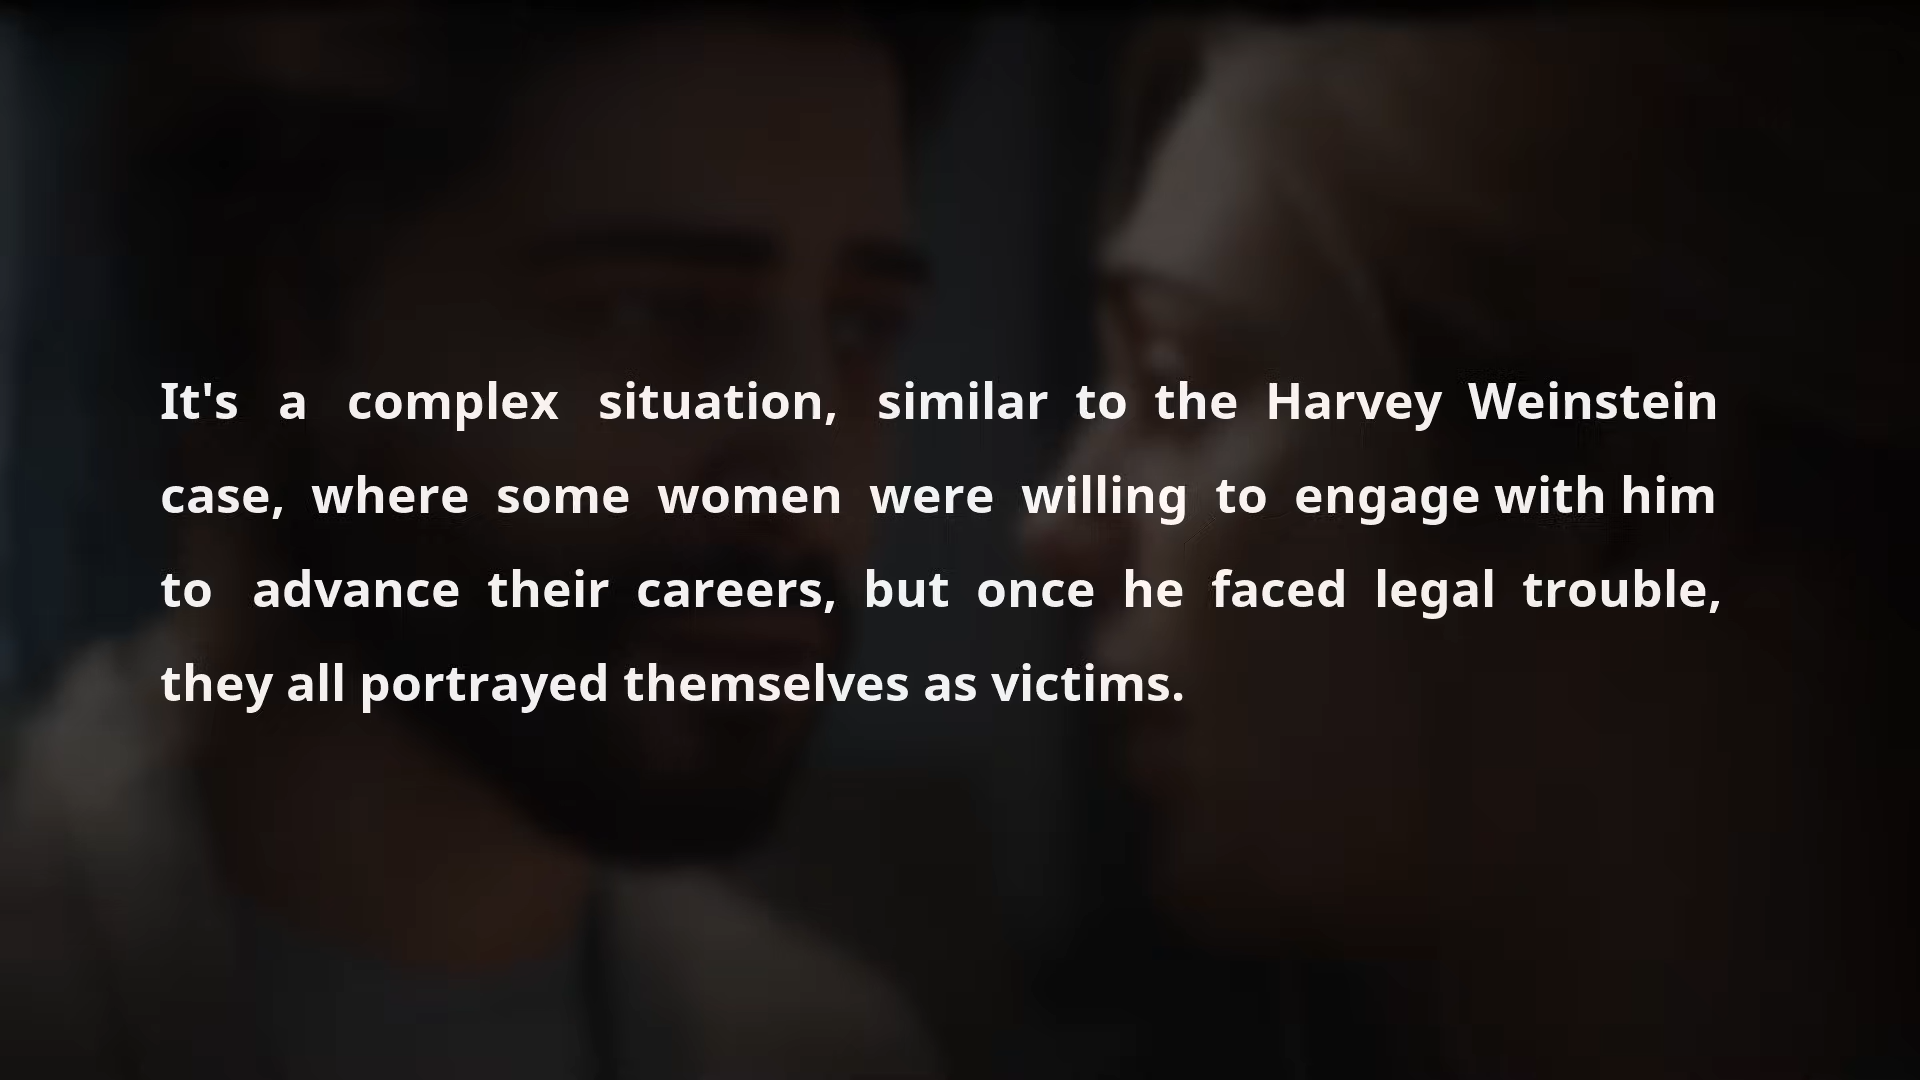 It's a complex situation, similar to the Harvey Weinstein
case, where some women were willing to engage with him
to advance their careers, but once he faced legal trouble,
they all portrayed themselves as victims.